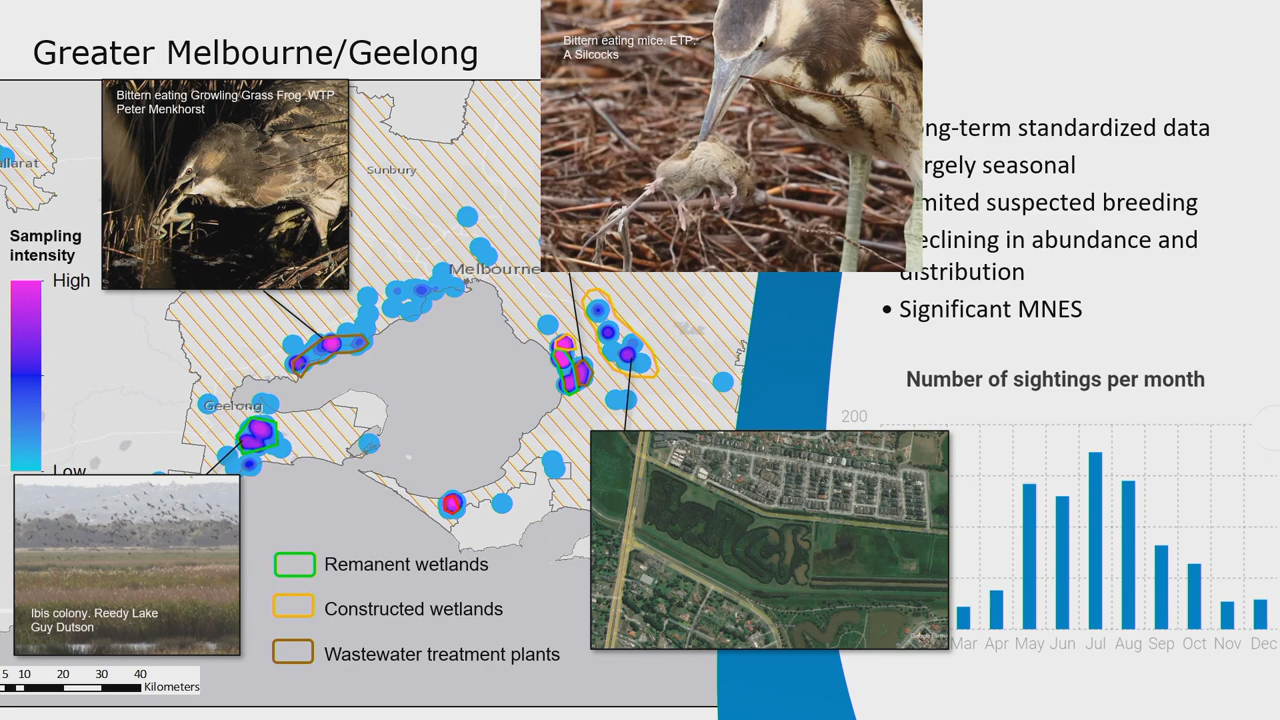 Greater Melbourne/Geelong
Bittern eating mice. ETP.
A Silcocks
Bittern eating Growling Grass Frog .WTP
Peter Menkhorst
Sunbury
Melbourne
Geelong
Sampling
intensity
High
Low
Ibis colony. Reedy Lake
Guy Dutson
Remanent wetlands
Constructed wetlands
Wastewater treatment plants
5 10 20 30 40
Kilometers
Google Earth
ong-term standardized data
rgely seasonal
mited suspected breeding
eclining in abundance and
distribution
• Significant MNES
Number of sightings per month
200
Mar Apr May Jun Jul Aug Sep Oct Nov Dec